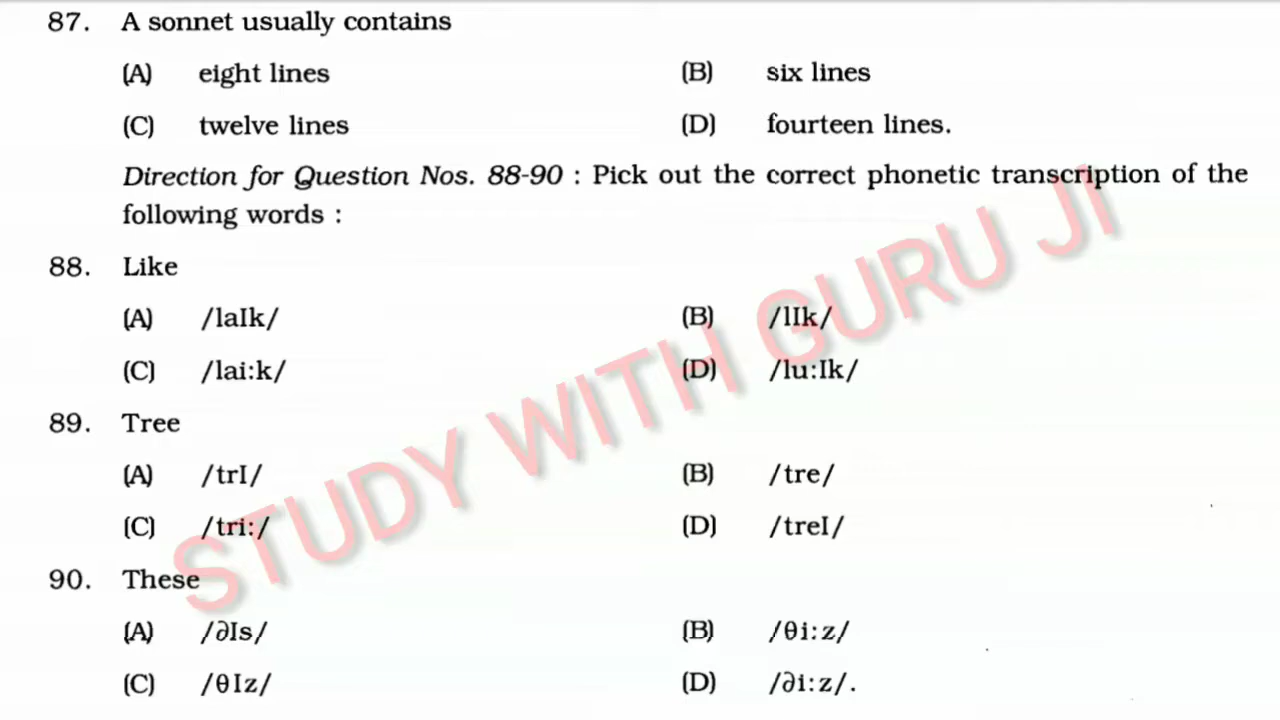 87. A sonnet usually contains
(A) eight lines (B) six lines
(C) twelve lines (D) fourteen lines.
Direction for Question Nos. 88-90 : Pick out the correct phonetic transcription of the
following words :
88. Like
(A) /laIk/ (B) /lIk/
(C) /lai:k/ (D) /lu:Ik/
89. Tree
(A) /trI/ (B) /tre/
(C) /tri:/ (D) /treI/
90. These
(A) /∂Is/ (B) /θi:z/
(C) /θIz/ (D) /∂i:z/.
STUDY WITH GURU JI